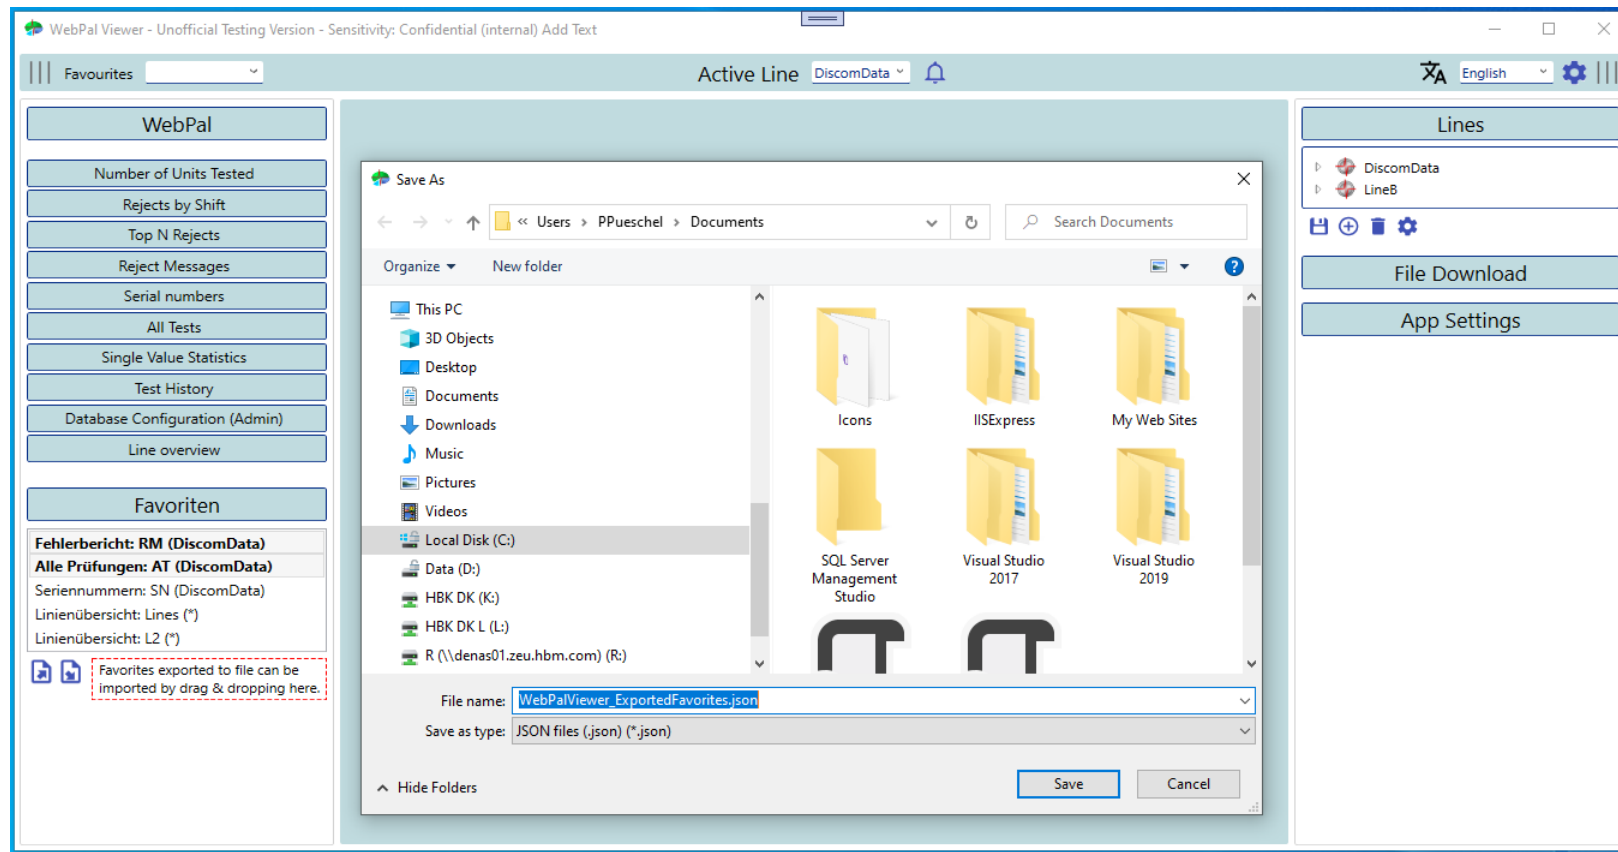 WebPal Viewer - Unofficial Testing Version - Sensitivity: Confidential (internal) Add Text
Favourites
Active Line DiscomData
English
WebPal
Number of Units Tested
Rejects by Shift
Top N Rejects
Reject Messages
Serial numbers
All Tests
Single Value Statistics
Test History
Database Configuration (Admin)
Line overview
Favoriten
Fehlerbericht: RM (DiscomData)
Alle Prüfungen: AT (DiscomData)
Seriennummern: SN (DiscomData)
Linienübersicht: Lines (*)
Linienübersicht: L2 (*)
Favorites exported to file can be
imported by drag & dropping here.
Save As
« Users › PPueschel › Documents
Search Documents
Organize
New folder
This PC
3D Objects
Desktop
Documents
Downloads
Music
Pictures
Videos
Local Disk (C:)
Data (D:)
HBK DK (K:)
HBK DK L (L:)
R (\\denas01.zeu.hbm.com) (R:)
Icons
IISExpress
My Web Sites
SQL Server
Management
Studio
Visual Studio
2017
Visual Studio
2019
File name: WebPalViewer_ExportedFavorites.json
Save as type: JSON files (.json) (*.json)
Hide Folders
Save
Cancel
Lines
DiscomData
LineB
File Download
App Settings